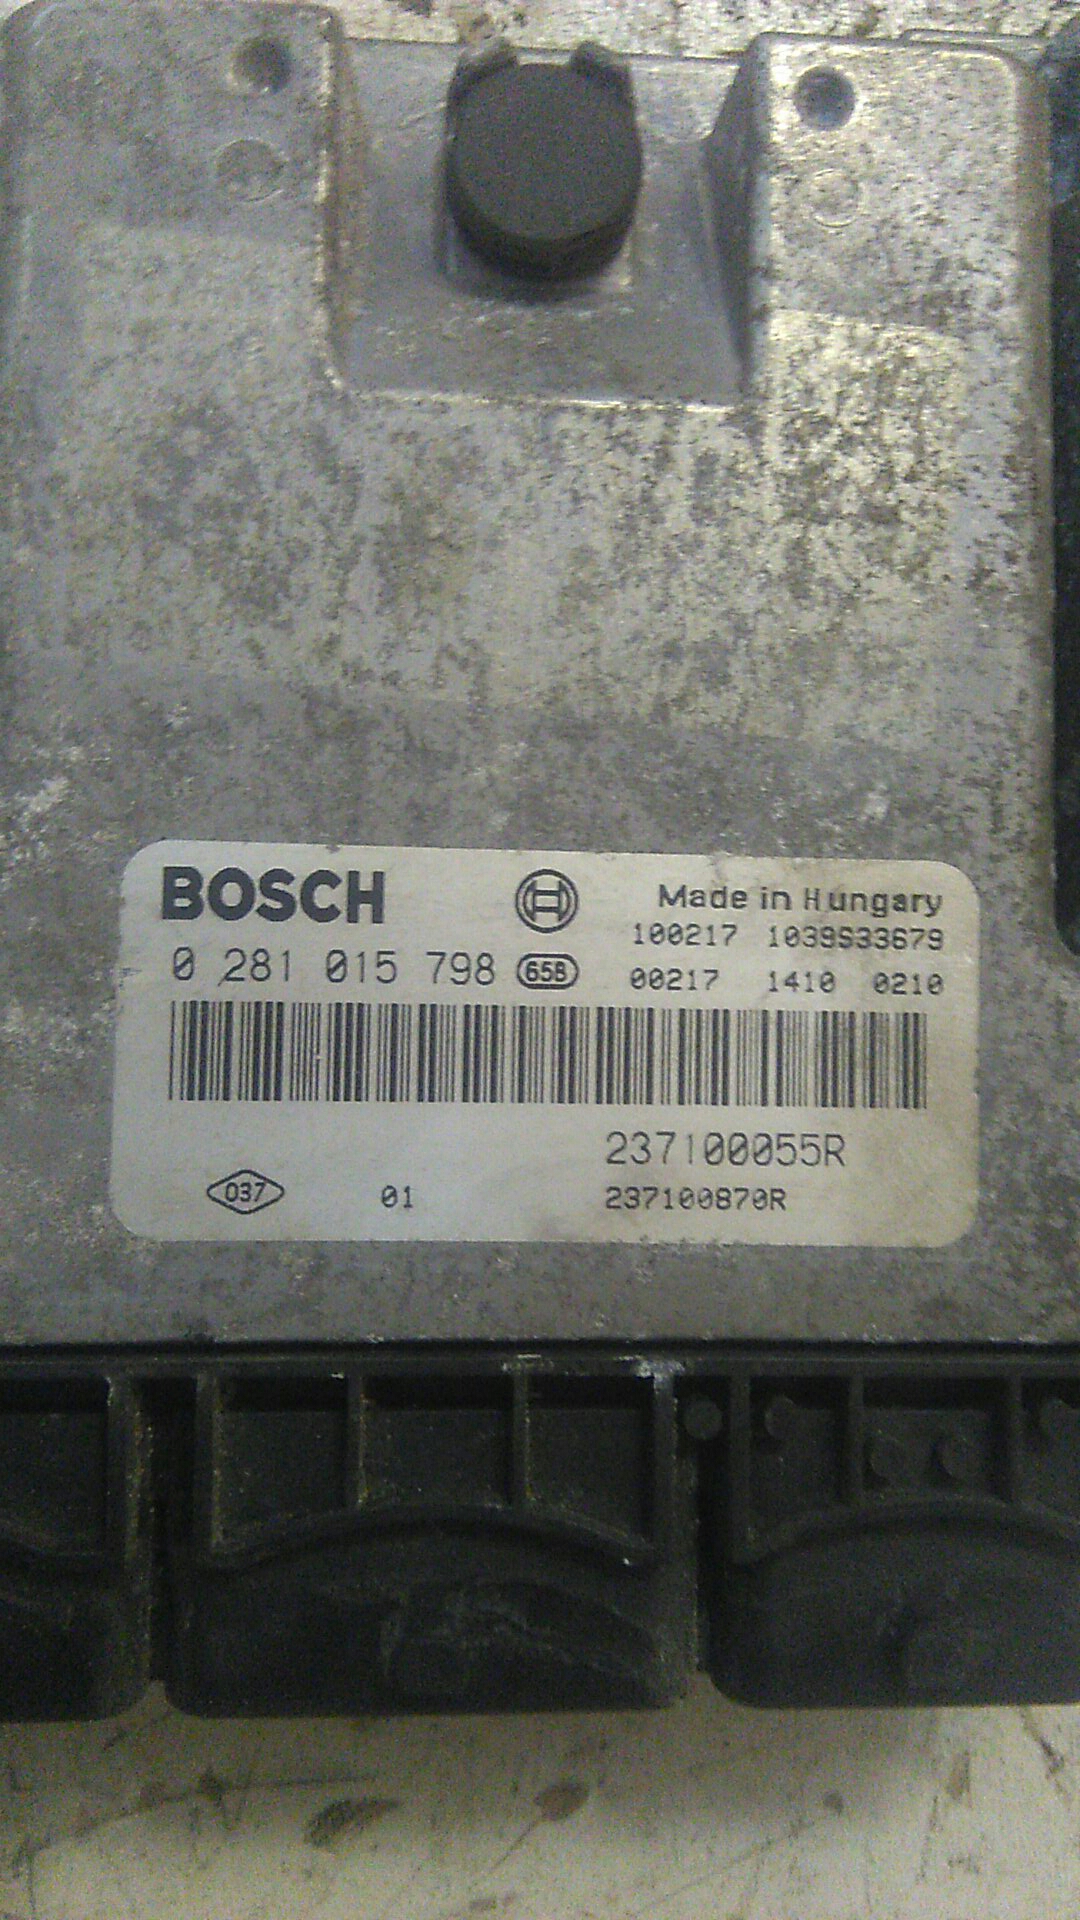 BOSCH
Made in Hungary
100217 1039S33679
0 281 015 798 65B
00217 1410 0210
237100055R
037 01 237100870R